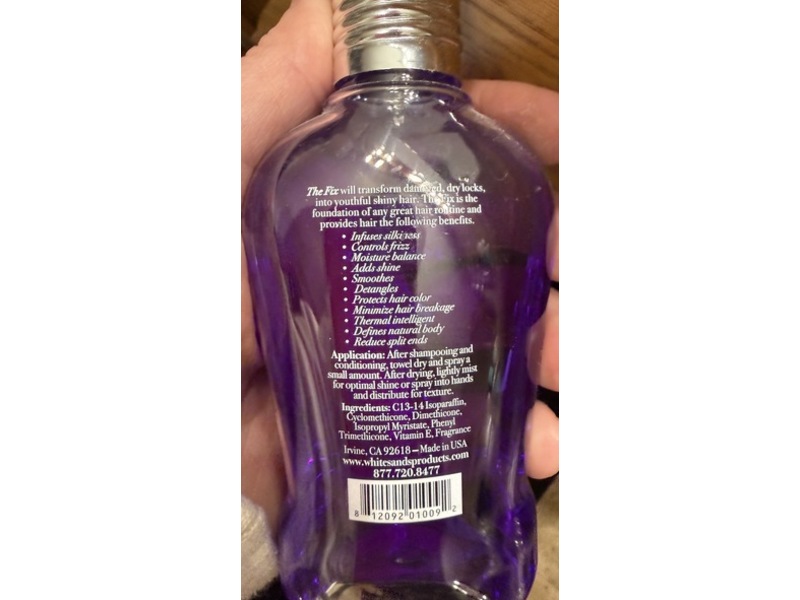 The Fix will transform damaged, dry locks,
into youthful shiny hair. The Fix is the
foundation of any great hair routine and
provides hair the following benefits.
• Infuses silkiness
• Controls frizz
• Moisture balance
• Adds shine
• Smoothes
• Detangles
• Protects hair color
• Minimize hair breakage
• Thermal intelligent
• Defines natural body
• Reduce split ends
Application: After shampooing and
conditioning, towel dry and spray a
small amount. After drying, lightly mist
for optimal shine or spray into hands
and distribute for texture.
Ingredients: C13-14 Isoparaffin,
Cyclomethicone, Dimethicone,
Isopropyl Myristate, Phenyl
Trimethicone, Vitamin E, Fragrance
Irvine, CA 92618—Made in USA
www.whitesandsproducts.com
877.720.8477
8 12092 01009 2